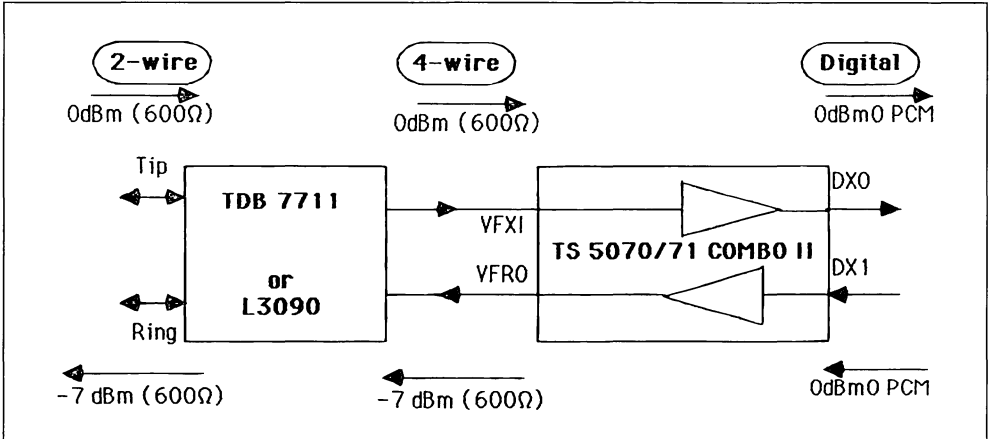 2-wire
4-wire
Digital
0dBm (600Ω)
0dBm (600Ω)
0dBm0 PCM
Tip
TDB 7711
or
L3090
Ring
VFXI
VFRO
TS 5070/71 COMBO II
DX0
DX1
-7 dBm (600Ω)
-7 dBm (600Ω)
0dBm0 PCM